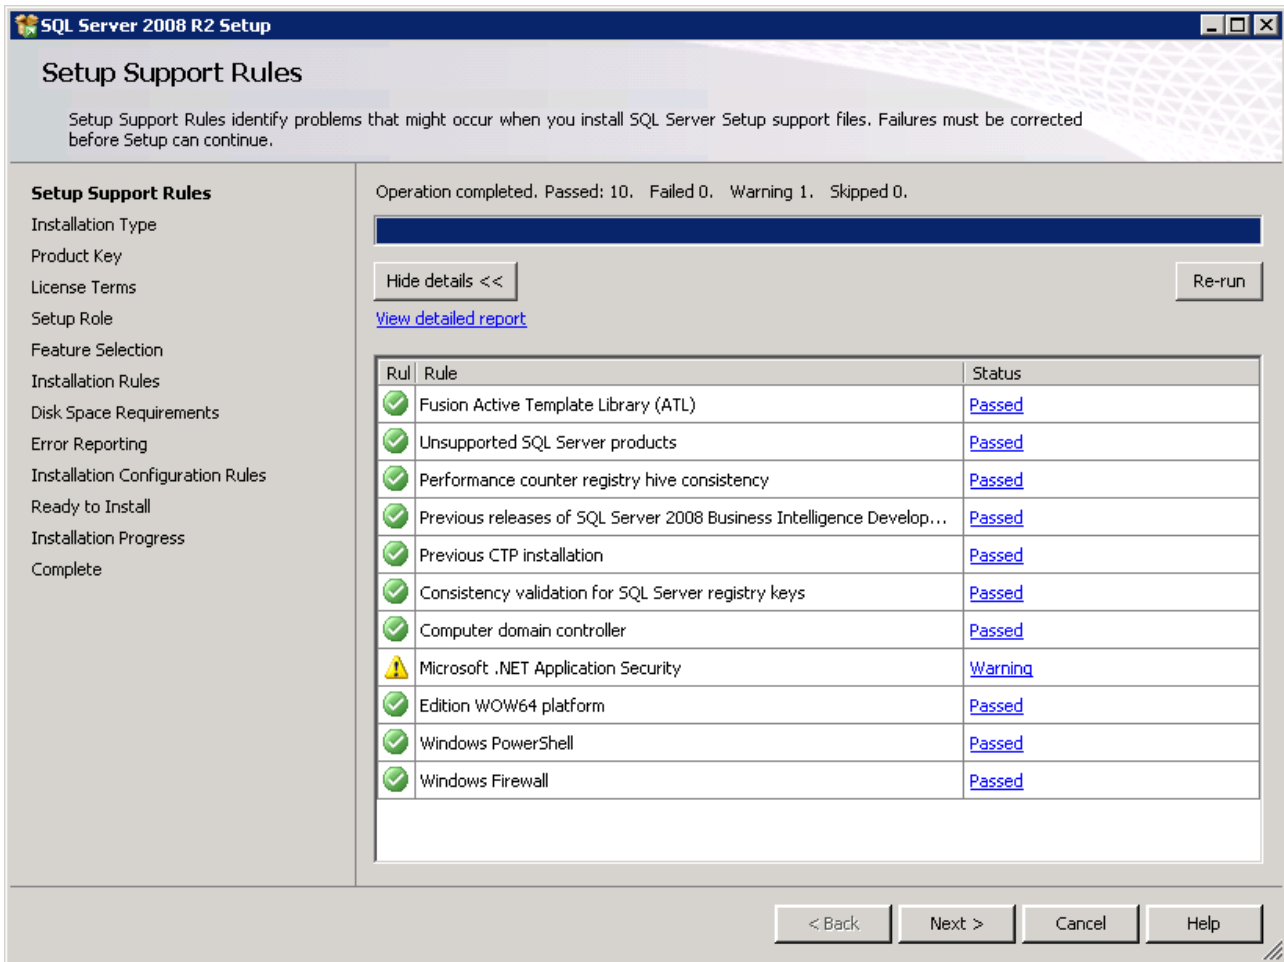 SQL Server 2008 R2 Setup
Setup Support Rules
Setup Support Rules identify problems that might occur when you install SQL Server Setup support files. Failures must be corrected
before Setup can continue.
Setup Support Rules
Installation Type
Product Key
License Terms
Setup Role
Feature Selection
Installation Rules
Disk Space Requirements
Error Reporting
Installation Configuration Rules
Ready to Install
Installation Progress
Complete
Operation completed. Passed: 10. Failed 0. Warning 1. Skipped 0.
Hide details <<
Re-run
View detailed report
Rul Rule Status
Fusion Active Template Library (ATL) Passed
Unsupported SQL Server products Passed
Performance counter registry hive consistency Passed
Previous releases of SQL Server 2008 Business Intelligence Develop... Passed
Previous CTP installation Passed
Consistency validation for SQL Server registry keys Passed
Computer domain controller Passed
Microsoft .NET Application Security Warning
Edition WOW64 platform Passed
Windows PowerShell Passed
Windows Firewall Passed
< Back Next > Cancel Help